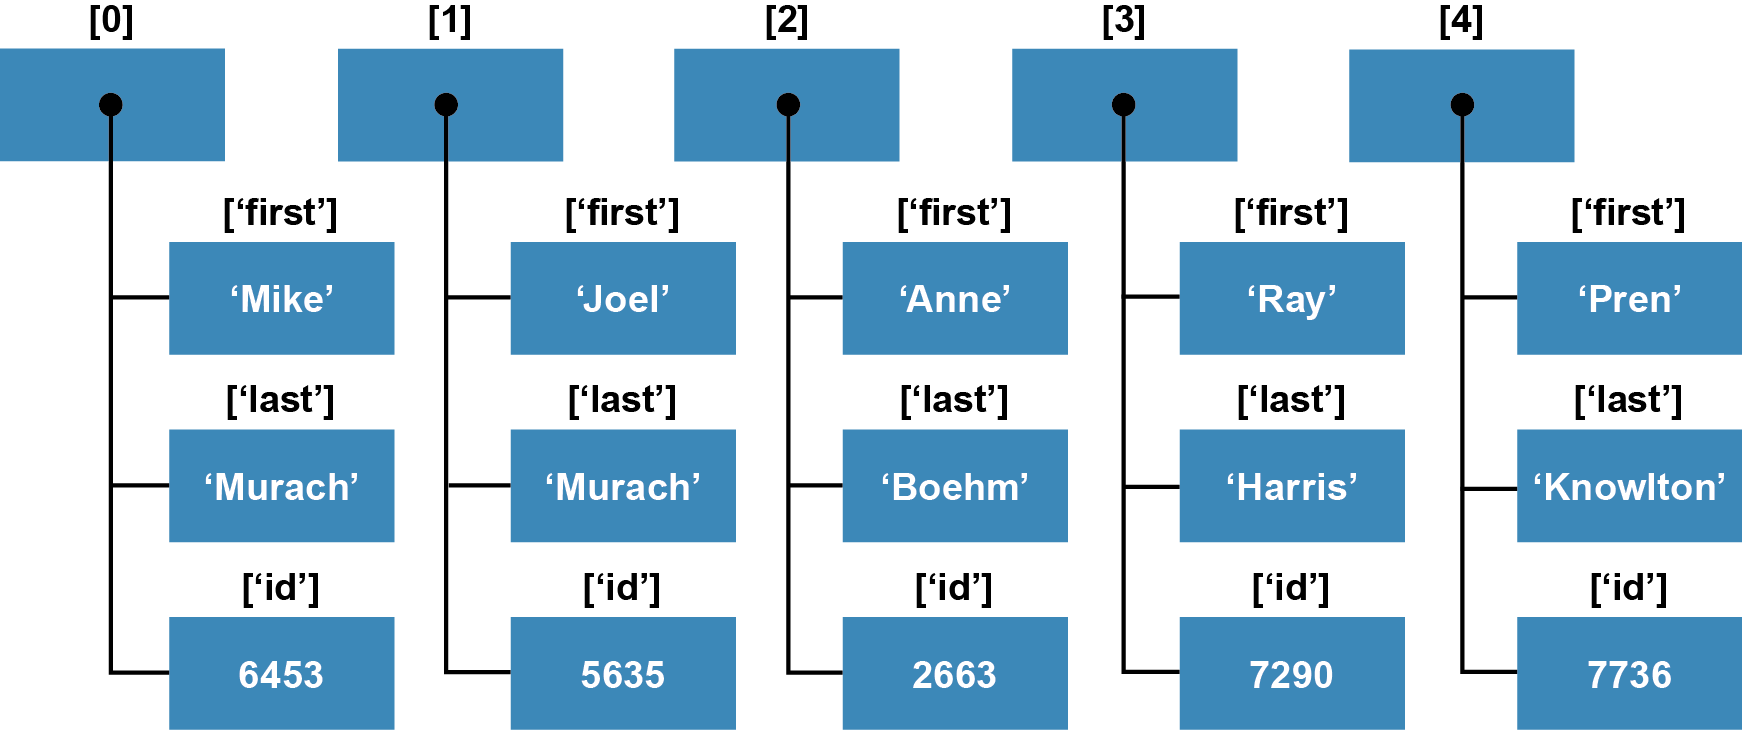 [0] [1] [2] [3] [4]
[‘first’] [‘first’] [‘first’] [‘first’] [‘first’]
‘Mike’ ‘Joel’ ‘Anne’ ‘Ray’ ‘Pren’
[‘last’] [‘last’] [‘last’] [‘last’] [‘last’]
‘Murach’ ‘Murach’ ‘Boehm’ ‘Harris’ ‘Knowlton’
[‘id’] [‘id’] [‘id’] [‘id’] [‘id’]
6453 5635 2663 7290 7736